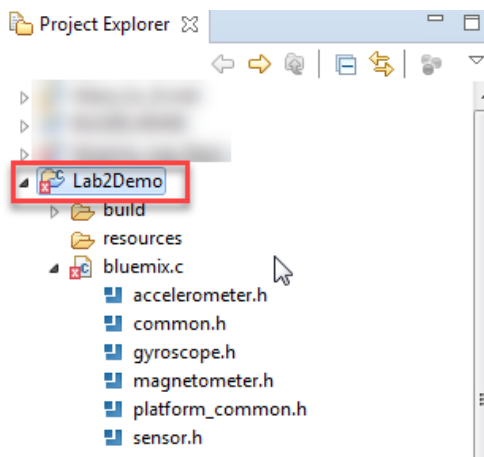 Project Explorer
Lab2Demo
build
resources
bluemix.c
accelerometer.h
common.h
gyroscope.h
magnetometer.h
platform_common.h
sensor.h